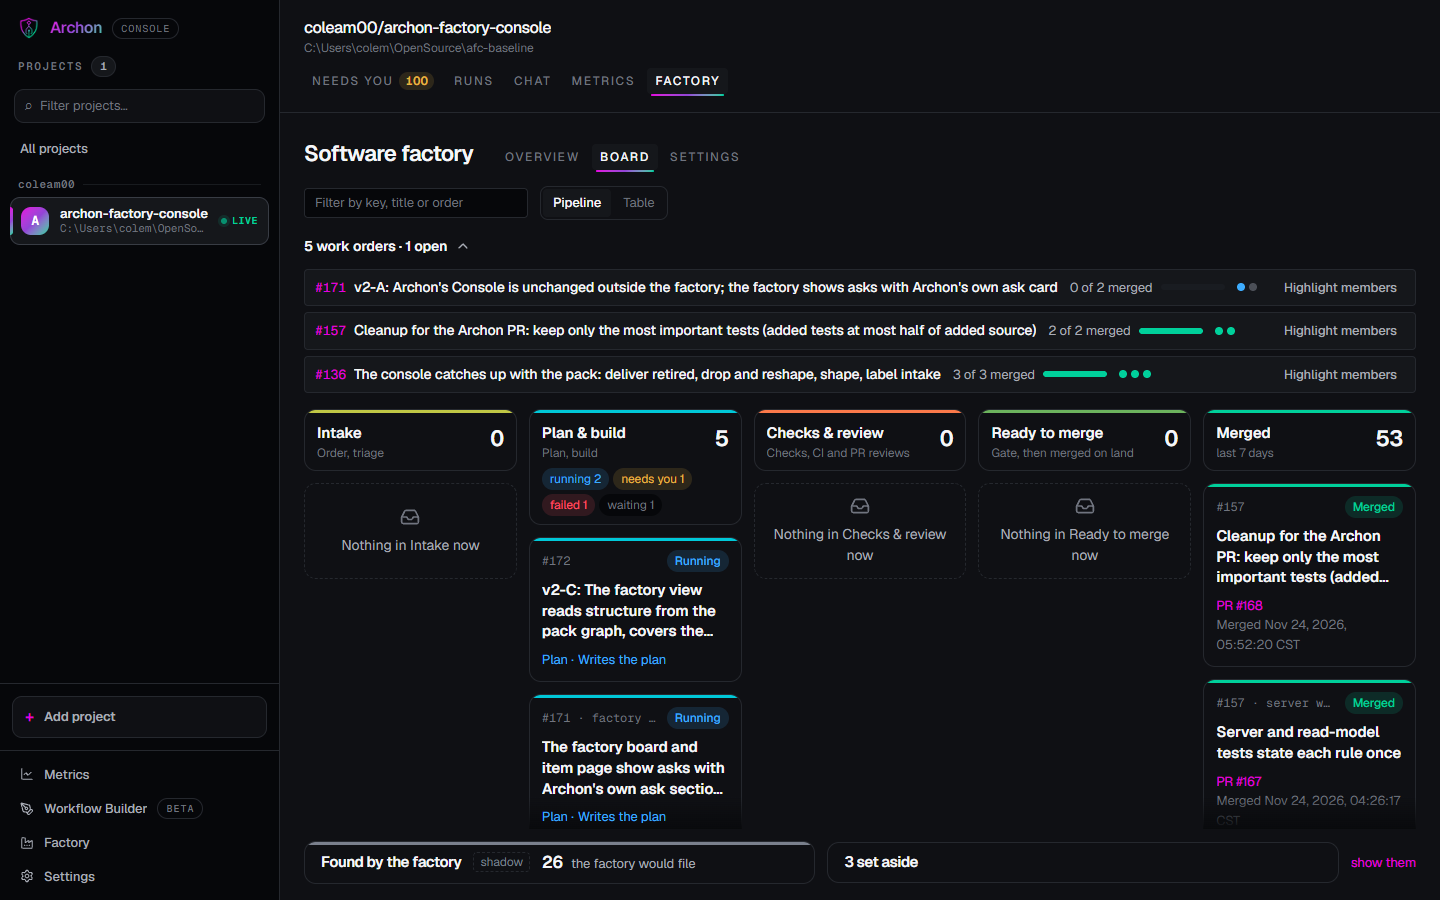 Archon CONSOLE
PROJECTS 1
Filter projects...
All projects
coleam00
A archon-factory-console LIVE
C:\Users\colem\OpenSo...
+ Add project
Metrics
Workflow Builder BETA
Factory
Settings
coleam00/archon-factory-console
C:\Users\colem\OpenSource\afc-baseline
NEEDS YOU 100 RUNS CHAT METRICS FACTORY
Software factory OVERVIEW BOARD SETTINGS
Filter by key, title or order Pipeline Table
5 work orders · 1 open
#171 v2-A: Archon's Console is unchanged outside the factory; the factory shows asks with Archon's own ask card 0 of 2 merged Highlight members
#157 Cleanup for the Archon PR: keep only the most important tests (added tests at most half of added source) 2 of 2 merged Highlight members
#136 The console catches up with the pack: deliver retired, drop and reshape, shape, label intake 3 of 3 merged Highlight members
Intake 0
Order, triage
Nothing in Intake now
Plan & build 5
Plan, build
running 2 needs you 1
failed 1 waiting 1
#172 Running
v2-C: The factory view
reads structure from the
pack graph, covers the...
Plan · Writes the plan
#171 · factory … Running
The factory board and
item page show asks with
Archon's own ask sectio...
Plan · Writes the plan
Checks & review 0
Checks, CI and PR reviews
Nothing in Checks & review
now
Ready to merge 0
Gate, then merged on land
Nothing in Ready to merge
now
Merged 53
last 7 days
#157 Merged
Cleanup for the Archon
PR: keep only the most
important tests (added...
PR #168
Merged Nov 24, 2026,
05:52:20 CST
#157 · server w… Merged
Server and read-model
tests state each rule once
PR #167
Merged Nov 24, 2026, 04:26:17
CST
Found by the factory shadow 26 the factory would file
3 set aside show them